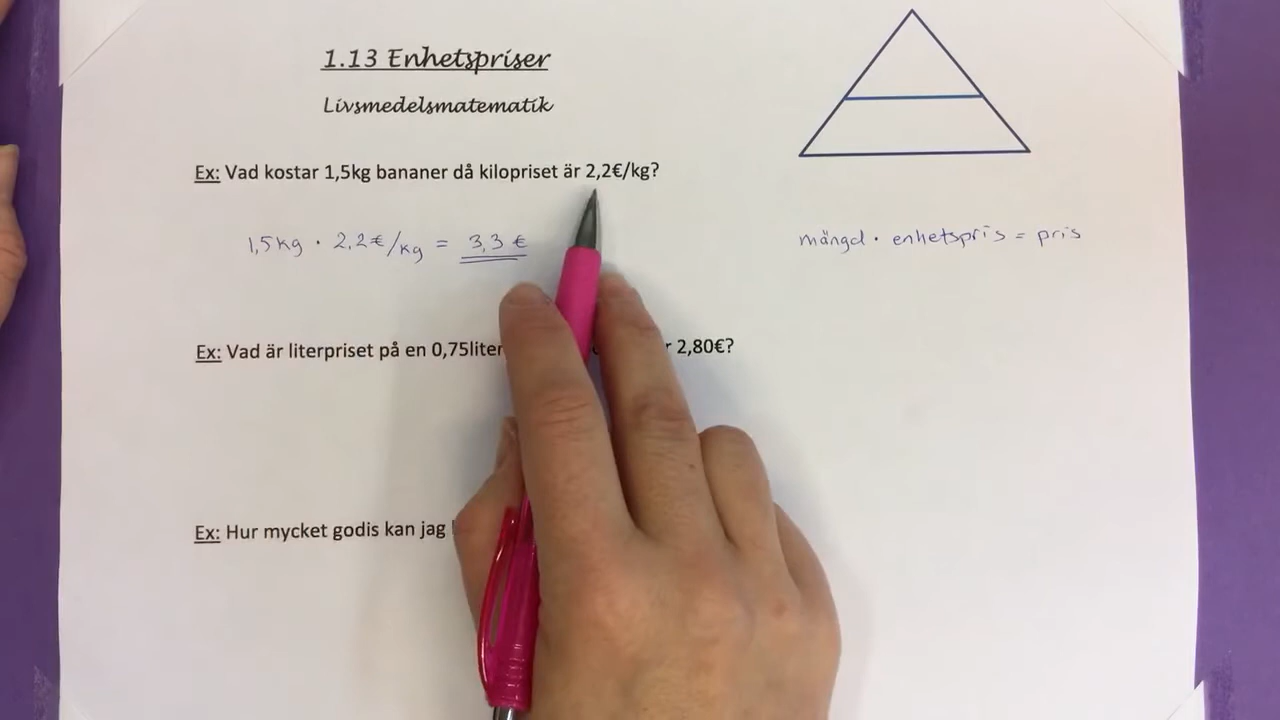 1.13 Enhetspriser
Livsmedelsmatematik
Ex: Vad kostar 1,5kg bananer då kilopriset är 2,2€/kg?
1,5kg · 2,2€/kg = 3,3 €
mängd · enhetspris = pris
Ex: Vad är literpriset på en 0,75liter 2,80€?
Ex: Hur mycket godis kan jag